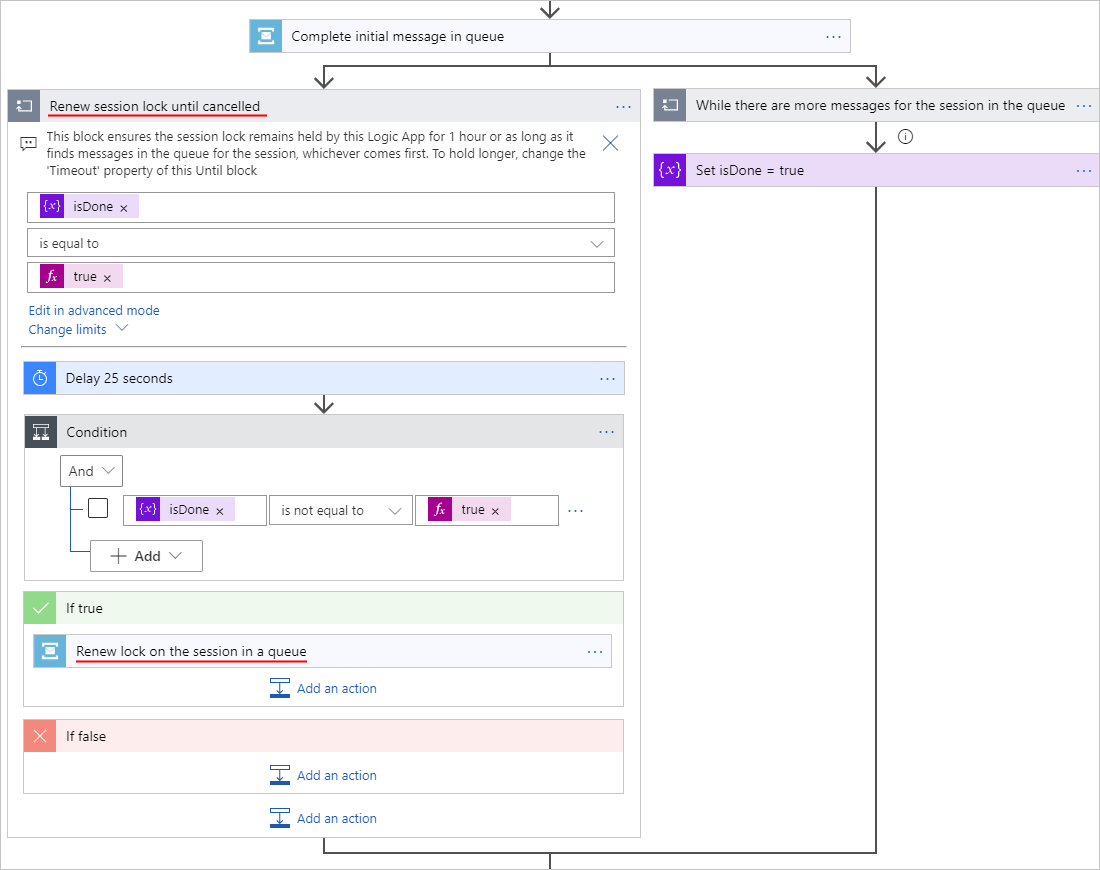 Complete initial message in queue
Renew session lock until cancelled
This block ensures the session lock remains held by this Logic App for 1 hour or as long as it
finds messages in the queue for the session, whichever comes first. To hold longer, change the
'Timeout' property of this Until block
{x} isDone ×
is equal to
fx true ×
Edit in advanced mode
Change limits
Delay 25 seconds
Condition
And
{x} isDone × is not equal to fx true ×
Add
If true
Renew lock on the session in a queue
Add an action
If false
Add an action
Add an action
While there are more messages for the session in the queue
{x} Set isDone = true